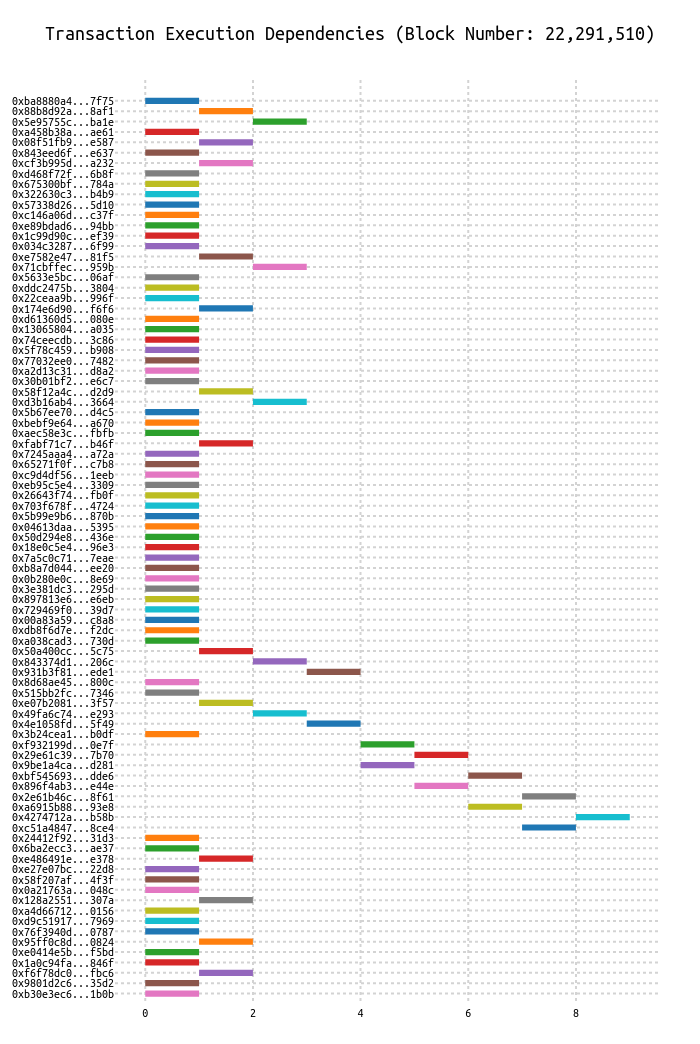 Transaction Execution Dependencies (Block Number: 22,291,510)
0xba8880a4...7f75
0x88b8d92a...8af1
0x5e95755c...ba1e
0xa458b38a...ae61
0x08f51fb9...e587
0x843eed6f...e637
0xcf3b995d...a232
0xd468f72f...6b8f
0x675300bf...784a
0x322630c3...b4b9
0x57338d26...5d10
0xc146a06d...c37f
0xe89bdad6...94bb
0x1c99d90c...ef39
0x034c3287...6f99
0xe7582e47...81f5
0x71cbffec...959b
0x5633e5bc...06af
0xddc2475b...3804
0x22ceaa9b...996f
0x174e6d90...f6f6
0xd61360d5...080e
0x13065804...a035
0x74ceecdb...3c86
0x5f78c459...b908
0x77032ee0...7482
0xa2d13c31...d8a2
0x30b01bf2...e6c7
0x58f12a4c...d2d9
0xd3b16ab4...3664
0x5b67ee70...d4c5
0xbebf9e64...a670
0xaec58e3c...fbfb
0xfabf71c7...b46f
0x7245aaa4...a72a
0x65271f0f...c7b8
0xc9d4df56...1eeb
0xeb95c5e4...3309
0x26643f74...fb0f
0x703f678f...4724
0x5b99e9b6...870b
0x04613daa...5395
0x50d294e8...436e
0x18e0c5e4...96e3
0x7a5c0c71...7eae
0xb8a7d044...ee20
0x0b280e0c...8e69
0x3e381dc3...295d
0x897813e6...e6eb
0x729469f0...39d7
0x00a83a59...c8a8
0xdb8f6d7e...f2dc
0xa038cad3...730d
0x50a400cc...5c75
0x843374d1...206c
0x931b3f81...ede1
0x8d68ae45...800c
0x515bb2fc...7346
0xe07b2081...3f57
0x49fa6c74...e293
0x4e1058fd...5f49
0x3b24cea1...b0df
0xf932199d...0e7f
0x29e61c39...7b70
0x9be1a4ca...d281
0xbf545693...dde6
0x896f4ab3...e44e
0x2e61b46c...8f61
0xa6915b88...93e8
0x4274712a...b58b
0xc51a4847...8ce4
0x24412f92...31d3
0x6ba2ecc3...ae37
0xe486491e...e378
0xe27e07bc...22d8
0x58f207af...4f3f
0x0a21763a...048c
0x128a2551...307a
0xa4d66712...0156
0xd9c51917...7969
0x76f3940d...0787
0x95ff0c8d...0824
0xe0414e5b...f5bd
0x1a0c94fa...846f
0xf6f78dc0...fbc6
0x9801d2c6...35d2
0xb30e3ec6...1b0b
0 2 4 6 8